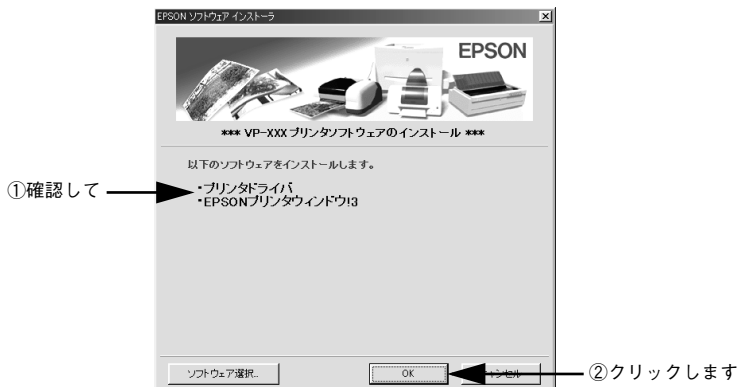 EPSON ソフトウェア インストーラ
EPSON
*** VP-XXX プリンタソフトウェアのインストール ***
以下のソフトウェアをインストールします。
①確認して
・プリンタドライバ
・EPSONプリンタウィンドウ!3
ソフトウェア選択..
OK
②クリックします